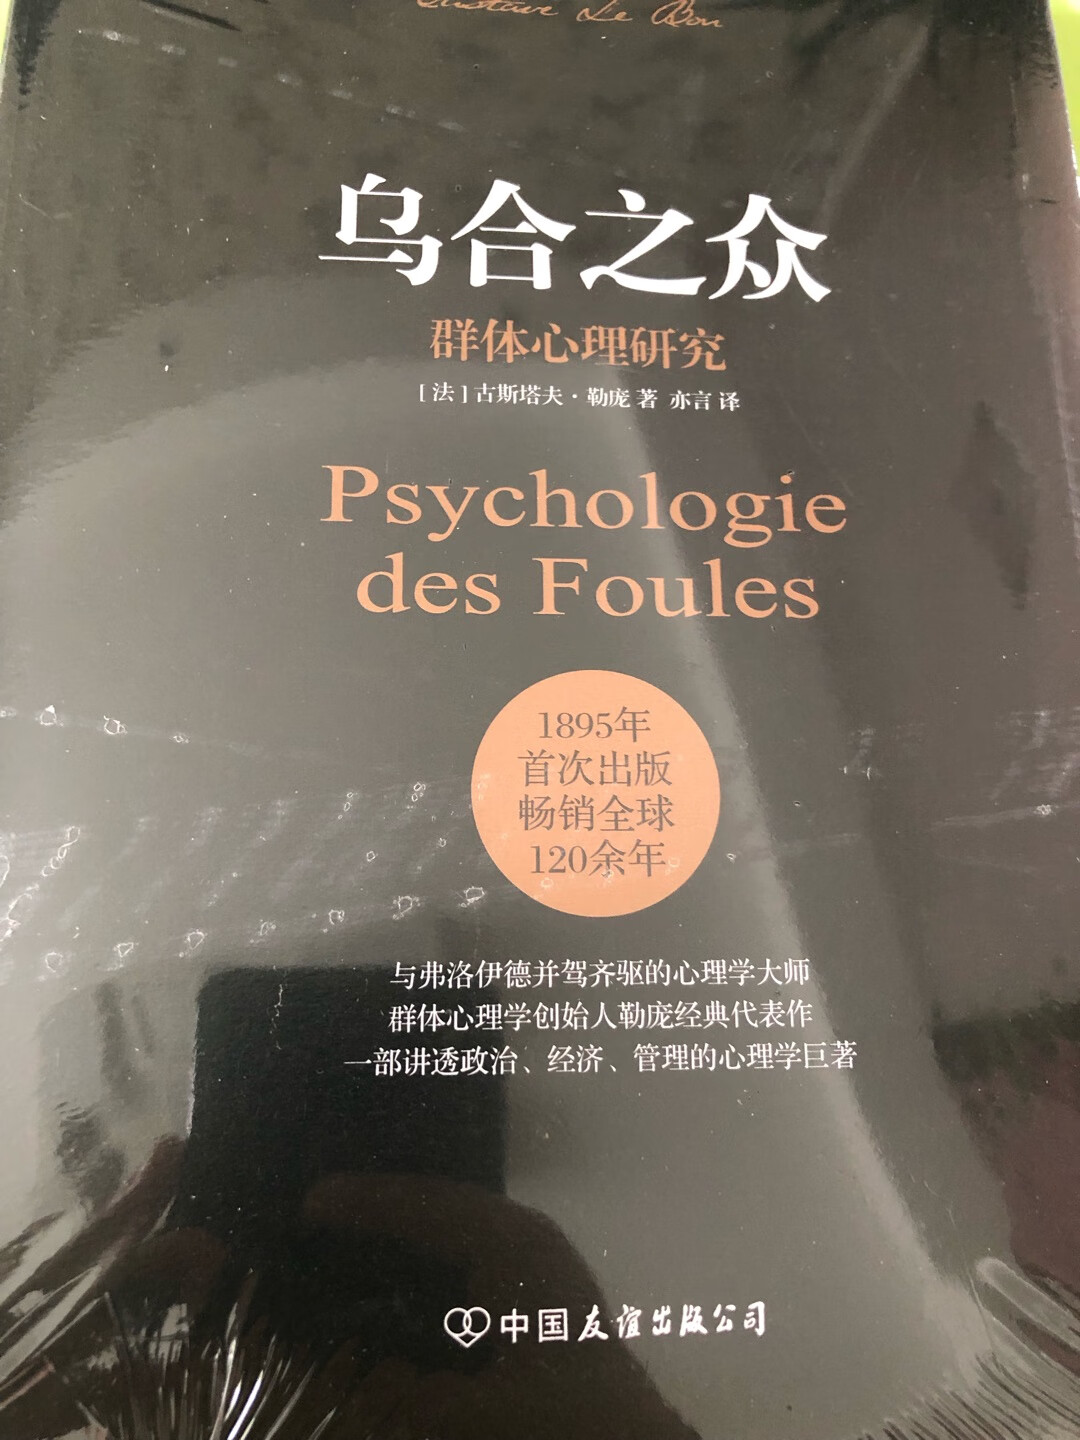 Gustave Le Bon
乌合之众
群体心理研究
[法]古斯塔夫·勒庞 著 亦言 译
Psychologie
des Foules
1895年
首次出版
畅销全球
120余年
与弗洛伊德并驾齐驱的心理学大师
群体心理学创始人勒庞经典代表作
一部讲透政治、经济、管理的心理学巨著
中国友谊出版公司